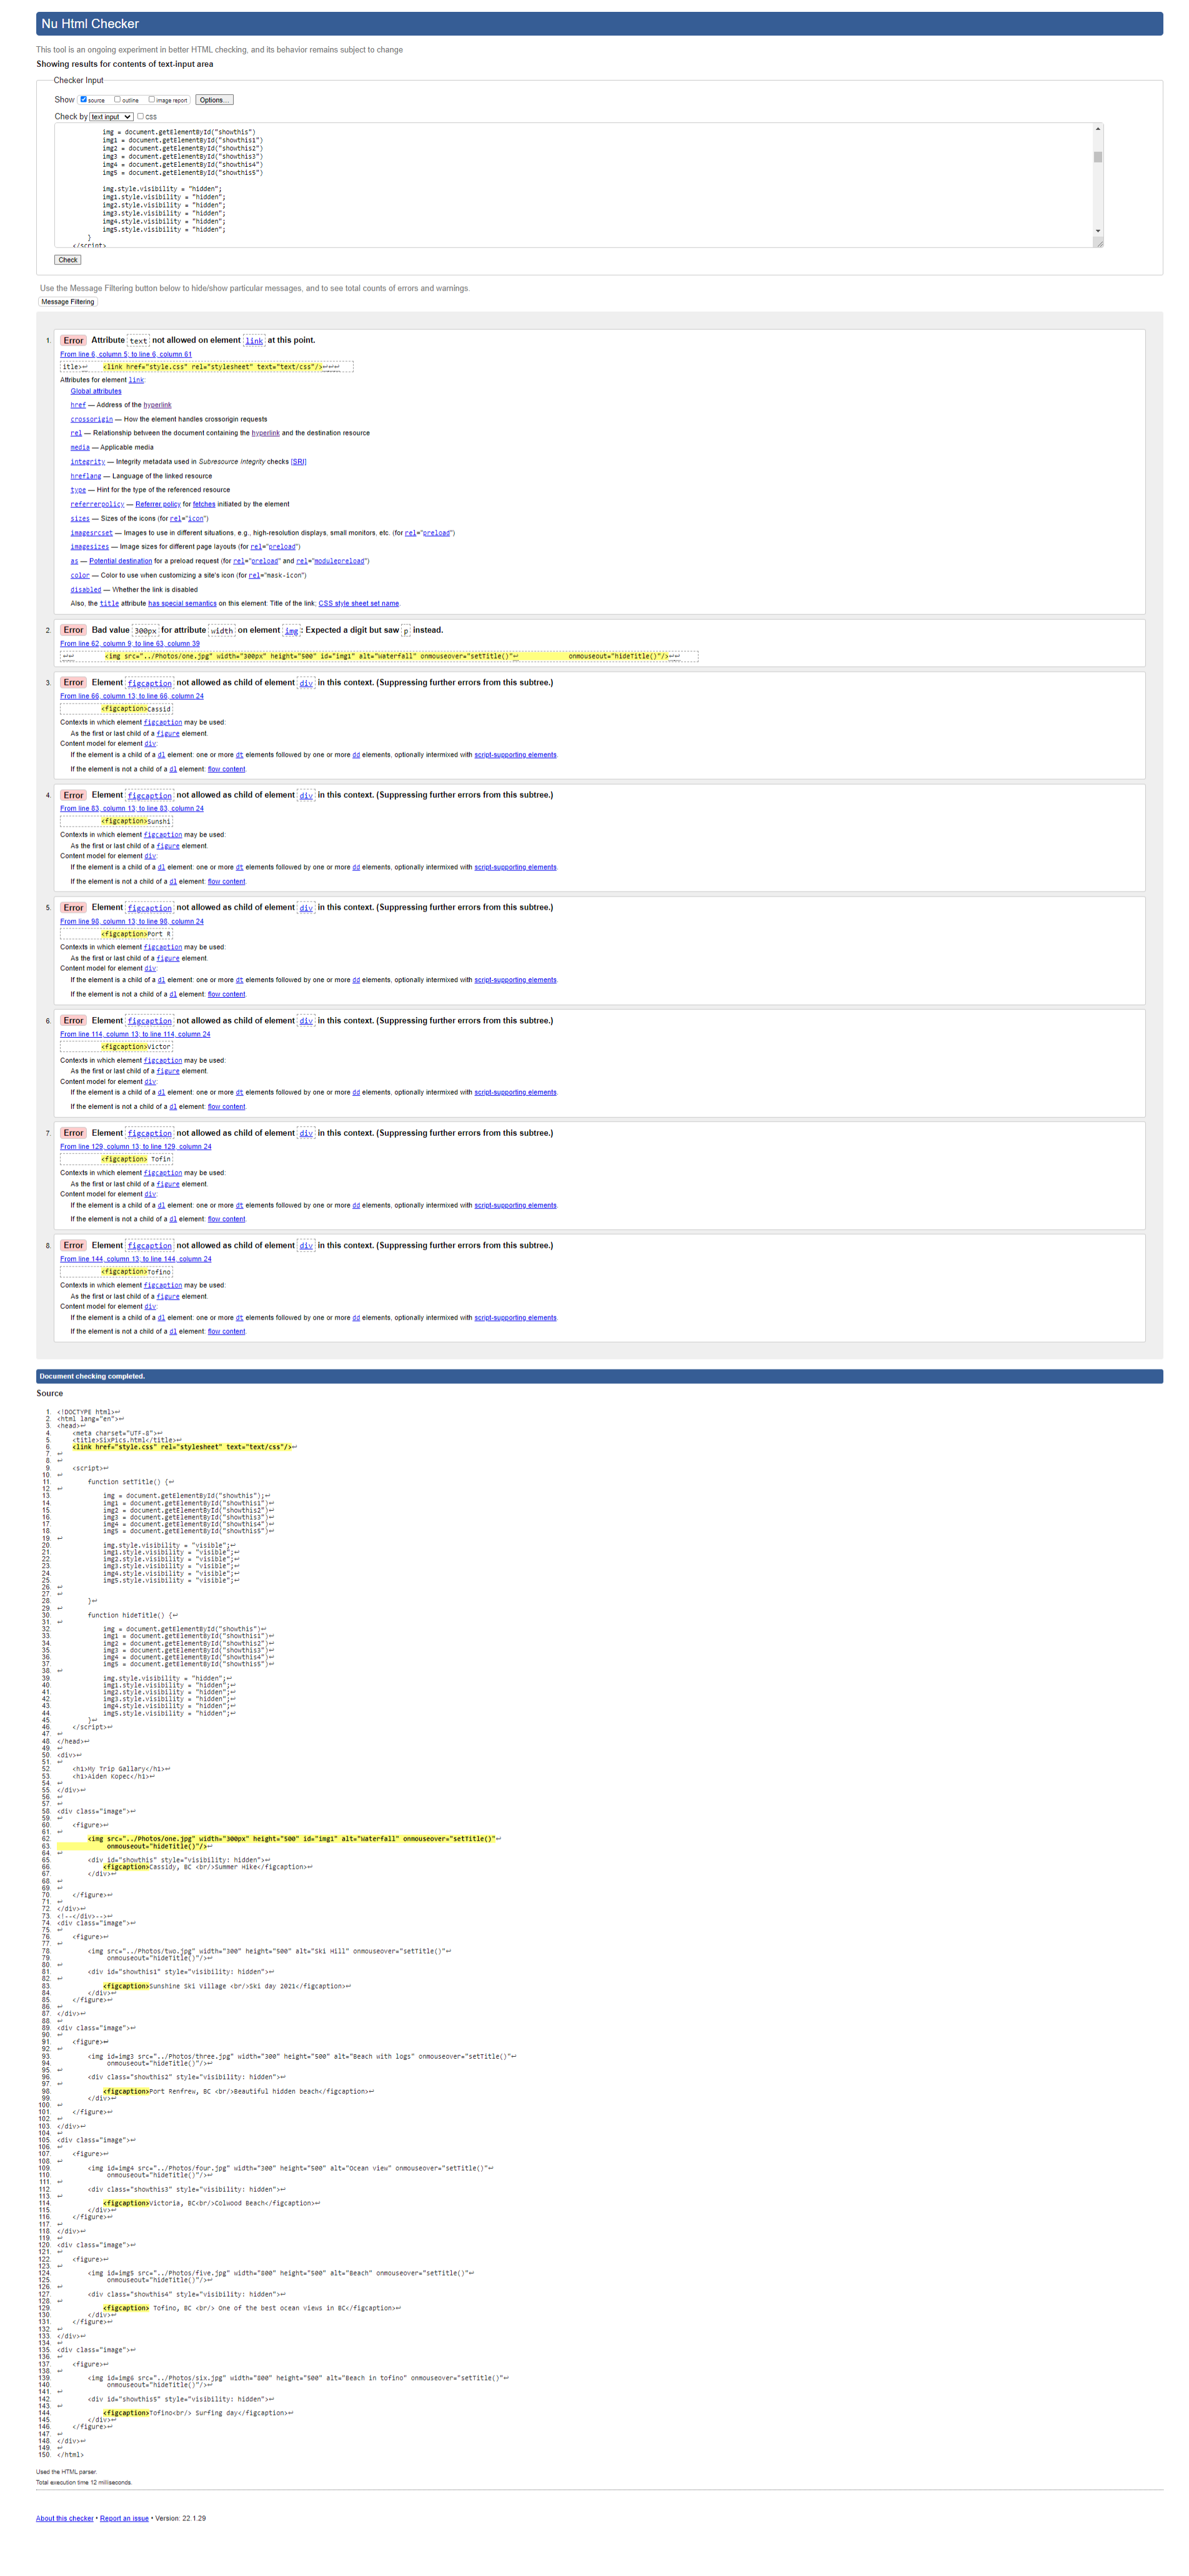 Nu Html Checker
This tool is an ongoing experiment in better HTML checking, and its behavior remains subject to change
Showing results for contents of text-input area
Checker Input
Show source outline image report Options...
Check by text input css
img = document.getElementById("showthis")
img1 = document.getElementById("showthis1")
img2 = document.getElementById("showthis2")
img3 = document.getElementById("showthis3")
img4 = document.getElementById("showthis4")
img5 = document.getElementById("showthis5")
img.style.visibility = "hidden";
img1.style.visibility = "hidden";
img2.style.visibility = "hidden";
img3.style.visibility = "hidden";
img4.style.visibility = "hidden";
img5.style.visibility = "hidden";
}
</script>
Check
Use the Message Filtering button below to hide/show particular messages, and to see total counts of errors and warnings.
Message Filtering
1. Error Attribute text not allowed on element link at this point.
From line 6, column 5; to line 6, column 61
itle>↩ <link href="style.css" rel="stylesheet" text="text/css"/>↩↩↩
Attributes for element link:
Global attributes
href — Address of the hyperlink
crossorigin — How the element handles crossorigin requests
rel — Relationship between the document containing the hyperlink and the destination resource
media — Applicable media
integrity — Integrity metadata used in Subresource Integrity checks [SRI]
hreflang — Language of the linked resource
type — Hint for the type of the referenced resource
referrerpolicy — Referrer policy for fetches initiated by the element
sizes — Sizes of the icons (for rel="icon")
imagesrcset — Images to use in different situations, e.g., high-resolution displays, small monitors, etc. (for rel="preload")
imagesizes — Image sizes for different page layouts (for rel="preload")
as — Potential destination for a preload request (for rel="preload" and rel="modulepreload")
color — Color to use when customizing a site's icon (for rel="mask-icon")
disabled — Whether the link is disabled
Also, the title attribute has special semantics on this element: Title of the link; CSS style sheet set name.
2. Error Bad value 300px for attribute width on element img: Expected a digit but saw p instead.
From line 62, column 9; to line 63, column 39
↩↩ <img src="../Photos/one.jpg" width="300px" height="500" id="img1" alt="Waterfall" onmouseover="setTitle()"↩ onmouseout="hideTitle()"/>↩↩
3. Error Element figcaption not allowed as child of element div in this context. (Suppressing further errors from this subtree.)
From line 66, column 13; to line 66, column 24
<figcaption>Cassid
Contexts in which element figcaption may be used:
As the first or last child of a figure element.
Content model for element div:
If the element is a child of a dl element: one or more dt elements followed by one or more dd elements, optionally intermixed with script-supporting elements.
If the element is not a child of a dl element: flow content.
4. Error Element figcaption not allowed as child of element div in this context. (Suppressing further errors from this subtree.)
From line 83, column 13; to line 83, column 24
<figcaption>Sunshi
Contexts in which element figcaption may be used:
As the first or last child of a figure element.
Content model for element div:
If the element is a child of a dl element: one or more dt elements followed by one or more dd elements, optionally intermixed with script-supporting elements.
If the element is not a child of a dl element: flow content.
5. Error Element figcaption not allowed as child of element div in this context. (Suppressing further errors from this subtree.)
From line 98, column 13; to line 98, column 24
<figcaption>Port R
Contexts in which element figcaption may be used:
As the first or last child of a figure element.
Content model for element div:
If the element is a child of a dl element: one or more dt elements followed by one or more dd elements, optionally intermixed with script-supporting elements.
If the element is not a child of a dl element: flow content.
6. Error Element figcaption not allowed as child of element div in this context. (Suppressing further errors from this subtree.)
From line 114, column 13; to line 114, column 24
<figcaption>Victor
Contexts in which element figcaption may be used:
As the first or last child of a figure element.
Content model for element div:
If the element is a child of a dl element: one or more dt elements followed by one or more dd elements, optionally intermixed with script-supporting elements.
If the element is not a child of a dl element: flow content.
7. Error Element figcaption not allowed as child of element div in this context. (Suppressing further errors from this subtree.)
From line 129, column 13; to line 129, column 24
<figcaption> Tofin
Contexts in which element figcaption may be used:
As the first or last child of a figure element.
Content model for element div:
If the element is a child of a dl element: one or more dt elements followed by one or more dd elements, optionally intermixed with script-supporting elements.
If the element is not a child of a dl element: flow content.
8. Error Element figcaption not allowed as child of element div in this context. (Suppressing further errors from this subtree.)
From line 144, column 13; to line 144, column 24
<figcaption>Tofino
Contexts in which element figcaption may be used:
As the first or last child of a figure element.
Content model for element div:
If the element is a child of a dl element: one or more dt elements followed by one or more dd elements, optionally intermixed with script-supporting elements.
If the element is not a child of a dl element: flow content.
Document checking completed.
Source
1. <!DOCTYPE html>↩
2. <html lang="en">↩
3. <head>↩
4. <meta charset="UTF-8">↩
5. <title>SixPics.html</title>↩
6. <link href="style.css" rel="stylesheet" text="text/css"/>↩
7. ↩
8. ↩
9. <script>↩
10. ↩
11. function setTitle() {↩
12. ↩
13. img = document.getElementById("showthis");↩
14. img1 = document.getElementById("showthis1")↩
15. img2 = document.getElementById("showthis2")↩
16. img3 = document.getElementById("showthis3")↩
17. img4 = document.getElementById("showthis4")↩
18. img5 = document.getElementById("showthis5")↩
19. ↩
20. img.style.visibility = "visible";↩
21. img1.style.visibility = "visible";↩
22. img2.style.visibility = "visible";↩
23. img3.style.visibility = "visible";↩
24. img4.style.visibility = "visible";↩
25. img5.style.visibility = "visible";↩
26. ↩
27. ↩
28. }↩
29. ↩
30. function hideTitle() {↩
31. ↩
32. img = document.getElementById("showthis")↩
33. img1 = document.getElementById("showthis1")↩
34. img2 = document.getElementById("showthis2")↩
35. img3 = document.getElementById("showthis3")↩
36. img4 = document.getElementById("showthis4")↩
37. img5 = document.getElementById("showthis5")↩
38. ↩
39. img.style.visibility = "hidden";↩
40. img1.style.visibility = "hidden";↩
41. img2.style.visibility = "hidden";↩
42. img3.style.visibility = "hidden";↩
43. img4.style.visibility = "hidden";↩
44. img5.style.visibility = "hidden";↩
45. }↩
46. </script>↩
47. ↩
48. </head>↩
49. ↩
50. <div>↩
51. ↩
52. <h1>My Trip Gallary</h1>↩
53. <h1>Aiden Kopec</h1>↩
54. ↩
55. </div>↩
56. ↩
57. ↩
58. <div class="image">↩
59. ↩
60. <figure>↩
61. ↩
62. <img src="../Photos/one.jpg" width="300px" height="500" id="img1" alt="Waterfall" onmouseover="setTitle()"↩
63. onmouseout="hideTitle()"/>↩
64. ↩
65. <div id="showthis" style="visibility: hidden">↩
66. <figcaption>Cassidy, BC <br/>Summer Hike</figcaption>↩
67. </div>↩
68. ↩
69. ↩
70. </figure>↩
71. ↩
72. </div>↩
73. <!--</div>-->↩
74. <div class="image">↩
75. ↩
76. <figure>↩
77. ↩
78. <img src="../Photos/two.jpg" width="300" height="500" alt="Ski Hill" onmouseover="setTitle()"↩
79. onmouseout="hideTitle()"/>↩
80. ↩
81. <div id="showthis1" style="visibility: hidden">↩
82. ↩
83. <figcaption>Sunshine Ski Village <br/>Ski day 2021</figcaption>↩
84. </div>↩
85. </figure>↩
86. ↩
87. </div>↩
88. ↩
89. <div class="image">↩
90. ↩
91. <figure>↩
92. ↩
93. <img id=img3 src="../Photos/three.jpg" width="300" height="500" alt="Beach with logs" onmouseover="setTitle()"↩
94. onmouseout="hideTitle()"/>↩
95. ↩
96. <div class="showthis2" style="visibility: hidden">↩
97. ↩
98. <figcaption>Port Renfrew, BC <br/>Beautiful hidden beach</figcaption>↩
99. </div>↩
100. ↩
101. </figure>↩
102. ↩
103. </div>↩
104. ↩
105. <div class="image">↩
106. ↩
107. <figure>↩
108. ↩
109. <img id=img4 src="../Photos/four.jpg" width="300" height="500" alt="Ocean view" onmouseover="setTitle()"↩
110. onmouseout="hideTitle()"/>↩
111. ↩
112. <div class="showthis3" style="visibility: hidden">↩
113. ↩
114. <figcaption>Victoria, BC<br/>Colwood Beach</figcaption>↩
115. </div>↩
116. </figure>↩
117. ↩
118. </div>↩
119. ↩
120. <div class="image">↩
121. ↩
122. <figure>↩
123. ↩
124. <img id=img5 src="../Photos/five.jpg" width="800" height="500" alt="Beach" onmouseover="setTitle()"↩
125. onmouseout="hideTitle()"/>↩
126. ↩
127. <div class="showthis4" style="visibility: hidden">↩
128. ↩
129. <figcaption> Tofino, BC <br/> One of the best ocean views in BC</figcaption>↩
130. </div>↩
131. </figure>↩
132. ↩
133. </div>↩
134. ↩
135. <div class="image">↩
136. ↩
137. <figure>↩
138. ↩
139. <img id=img6 src="../Photos/six.jpg" width="800" height="500" alt="Beach in tofino" onmouseover="setTitle()"↩
140. onmouseout="hideTitle()"/>↩
141. ↩
142. <div id="showthis5" style="visibility: hidden">↩
143. ↩
144. <figcaption>Tofino<br/> Surfing day</figcaption>↩
145. </div>↩
146. </figure>↩
147. ↩
148. </div>↩
149. ↩
150. </html>
Used the HTML parser.
Total execution time 12 milliseconds.
About this checker • Report an issue • Version: 22.1.29